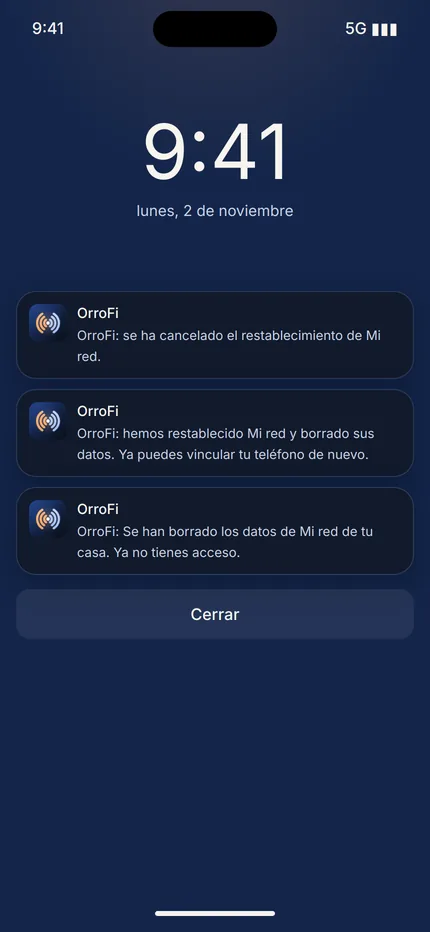 9:41
5G
9:41
lunes, 2 de noviembre
OrroFi
OrroFi: se ha cancelado el restablecimiento de Mi
red.
OrroFi
OrroFi: hemos restablecido Mi red y borrado sus
datos. Ya puedes vincular tu teléfono de nuevo.
OrroFi
OrroFi: Se han borrado los datos de Mi red de tu
casa. Ya no tienes acceso.
Cerrar